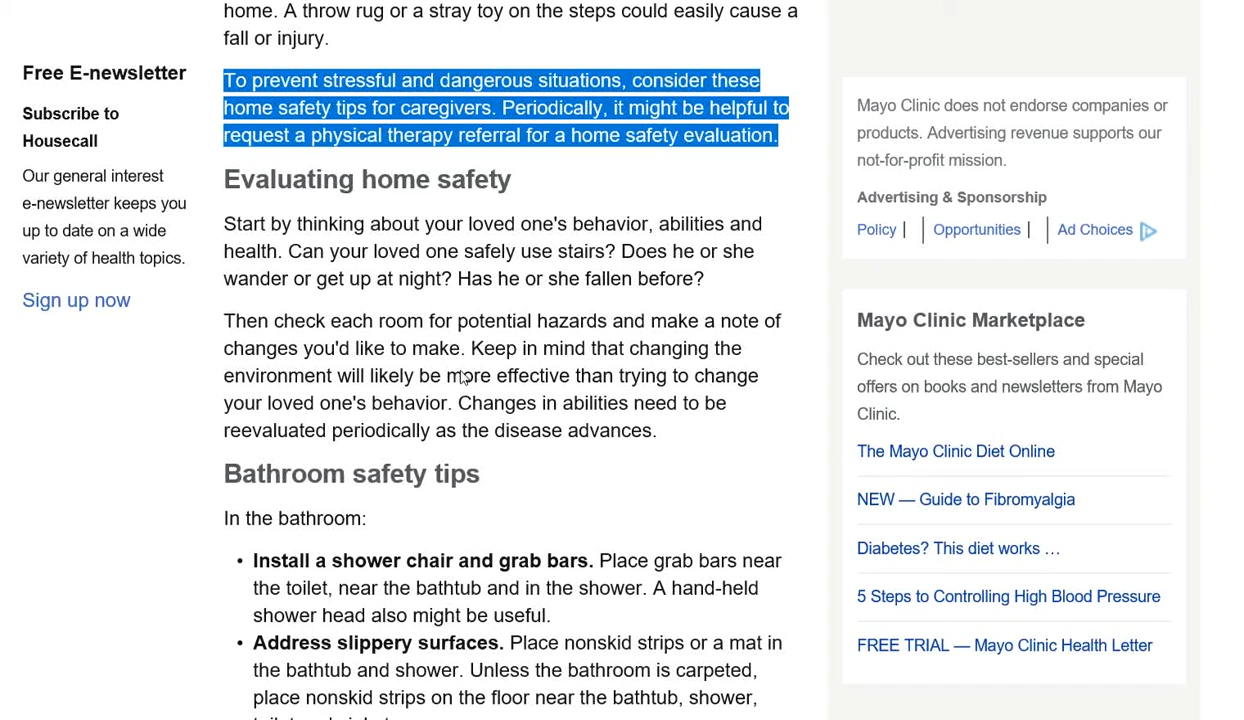 home. A throw rug or a stray toy on the steps could easily cause a
fall or injury.
To prevent stressful and dangerous situations, consider these
home safety tips for caregivers. Periodically, it might be helpful to
request a physical therapy referral for a home safety evaluation.
Evaluating home safety
Start by thinking about your loved one's behavior, abilities and
health. Can your loved one safely use stairs? Does he or she
wander or get up at night? Has he or she fallen before?
Then check each room for potential hazards and make a note of
changes you'd like to make. Keep in mind that changing the
environment will likely be more effective than trying to change
your loved one's behavior. Changes in abilities need to be
reevaluated periodically as the disease advances.
Bathroom safety tips
In the bathroom:
• Install a shower chair and grab bars. Place grab bars near
the toilet, near the bathtub and in the shower. A hand-held
shower head also might be useful.
• Address slippery surfaces. Place nonskid strips or a mat in
the bathtub and shower. Unless the bathroom is carpeted,
place nonskid strips on the floor near the bathtub, shower,
Free E-newsletter
Subscribe to
Housecall
Our general interest
e-newsletter keeps you
up to date on a wide
variety of health topics.
Sign up now
Mayo Clinic does not endorse companies or
products. Advertising revenue supports our
not-for-profit mission.
Advertising & Sponsorship
Policy | Opportunities | Ad Choices
Mayo Clinic Marketplace
Check out these best-sellers and special
offers on books and newsletters from Mayo
Clinic.
The Mayo Clinic Diet Online
NEW — Guide to Fibromyalgia
Diabetes? This diet works …
5 Steps to Controlling High Blood Pressure
FREE TRIAL — Mayo Clinic Health Letter